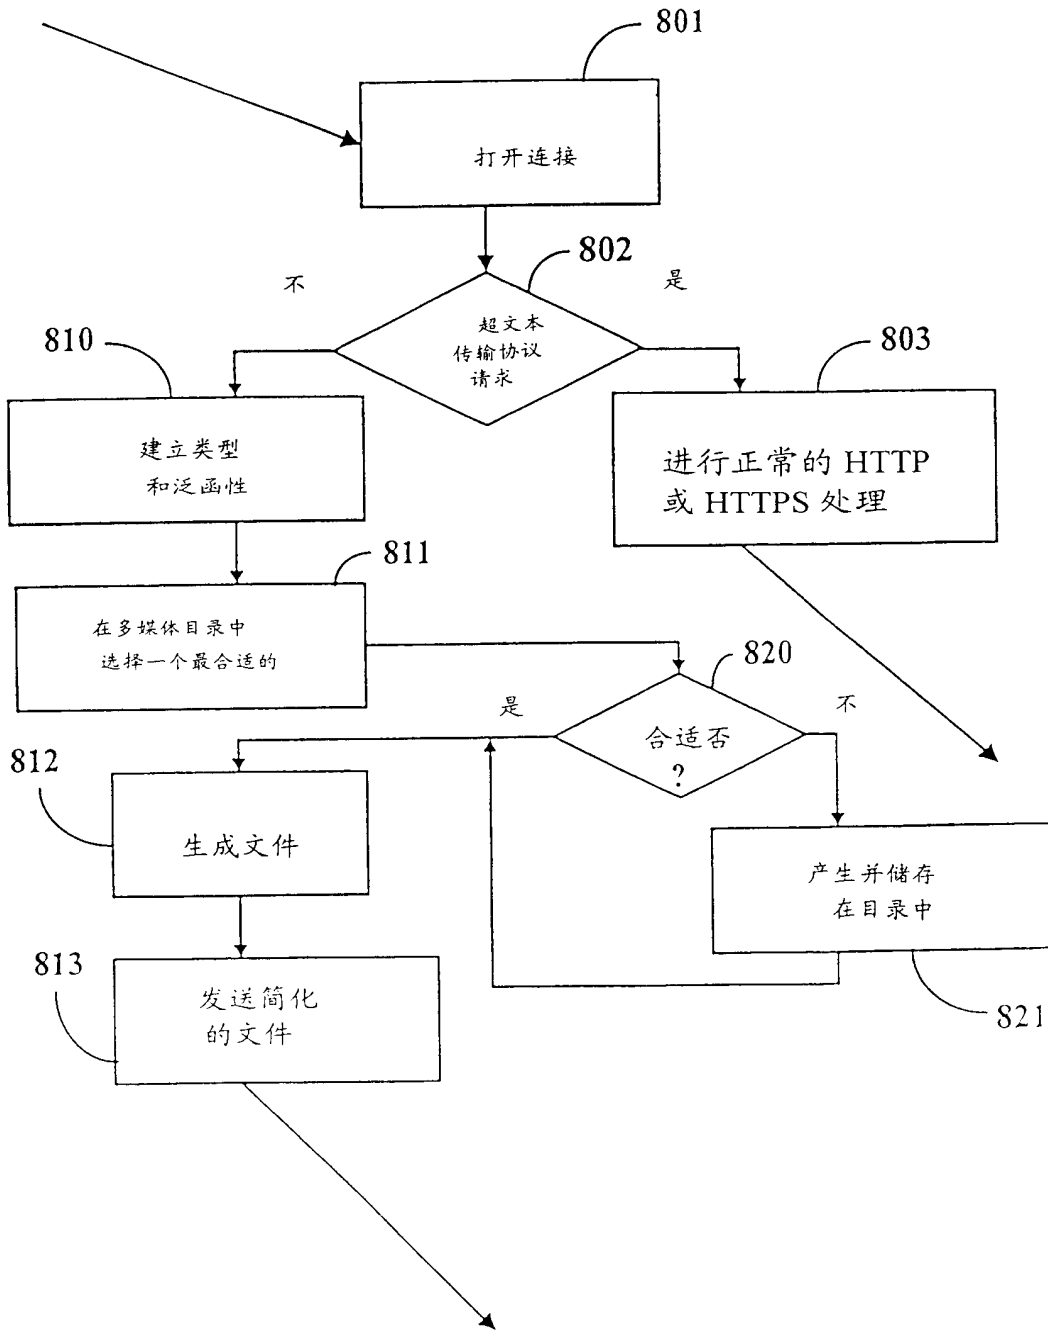 801
打开连接
802
不
是
超文本
传输协议
请求
810
803
建立类型
和泛函性
进行正常的 HTTP
或 HTTPS 处理
811
在多媒体目录中
选择一个最合适的
820
是
不
合适否
?
812
生成文件
产生并储存
在目录中
813
发送简化
的文件
821